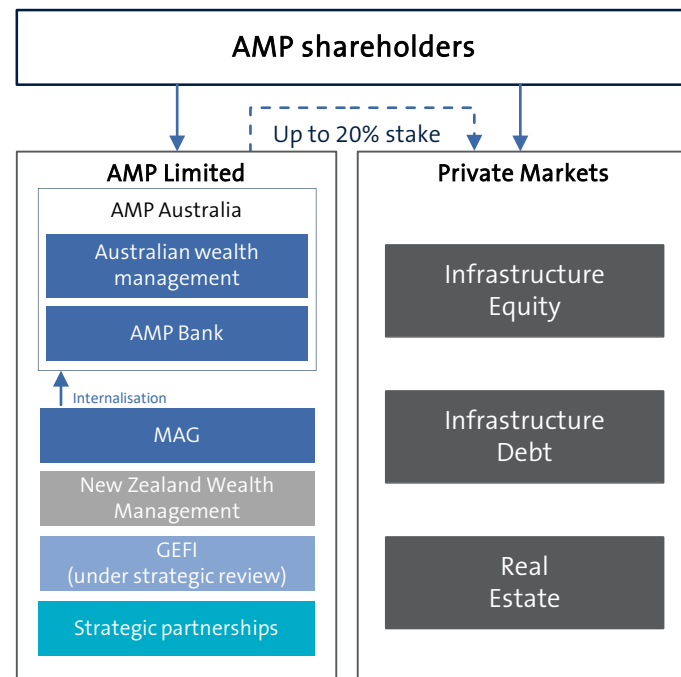 AMP shareholders
Up to 20% stake
AMP Limited
AMP Australia
Australian wealth
management
AMP Bank
Internalisation
MAG
New Zealand Wealth
Management
GEFI
(under strategic review)
Strategic partnerships
Private Markets
Infrastructure
Equity
Infrastructure
Debt
Real
Estate